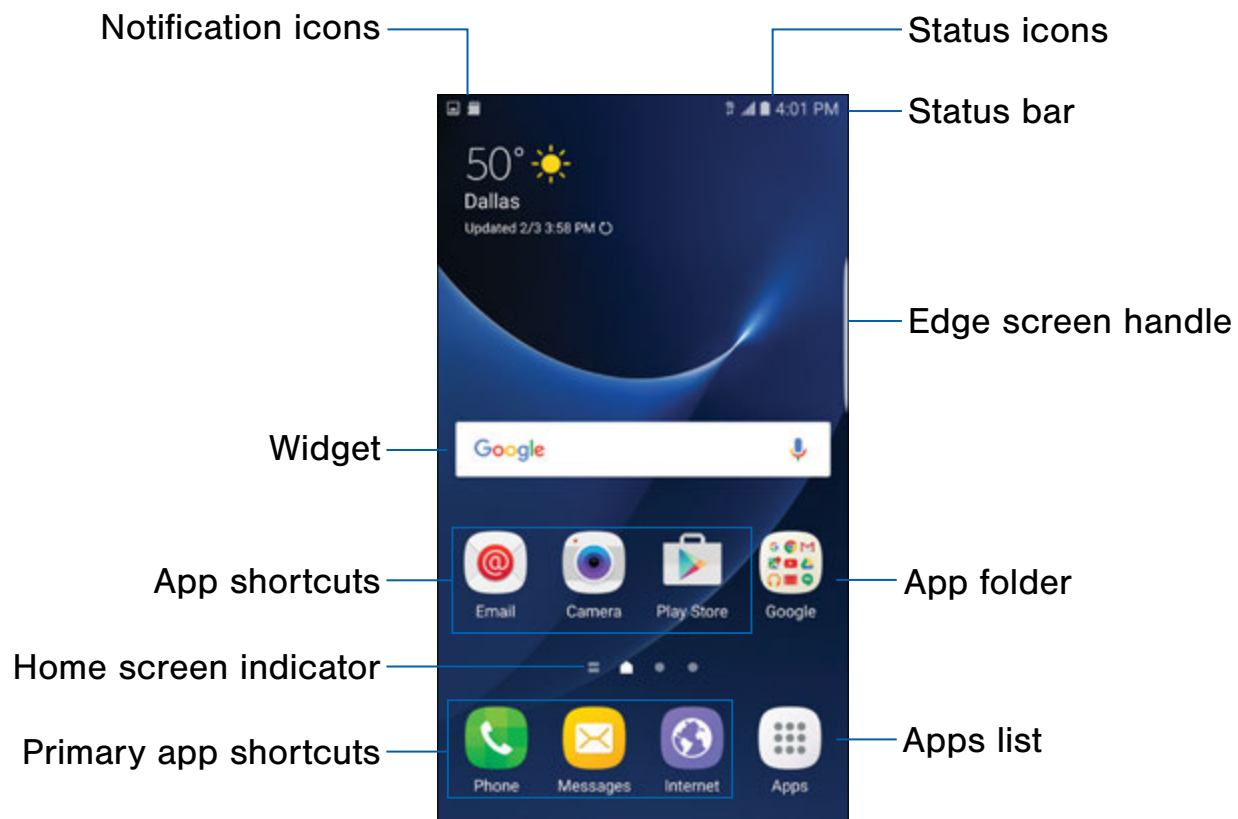 Notification icons
Status icons
Status bar
4:01 PM
50°
Dallas
Updated 2/3 3:58 PM
Edge screen handle
Widget
Google
App shortcuts
Email Camera Play Store Google
App folder
Home screen indicator
Primary app shortcuts
Phone Messages Internet Apps
Apps list